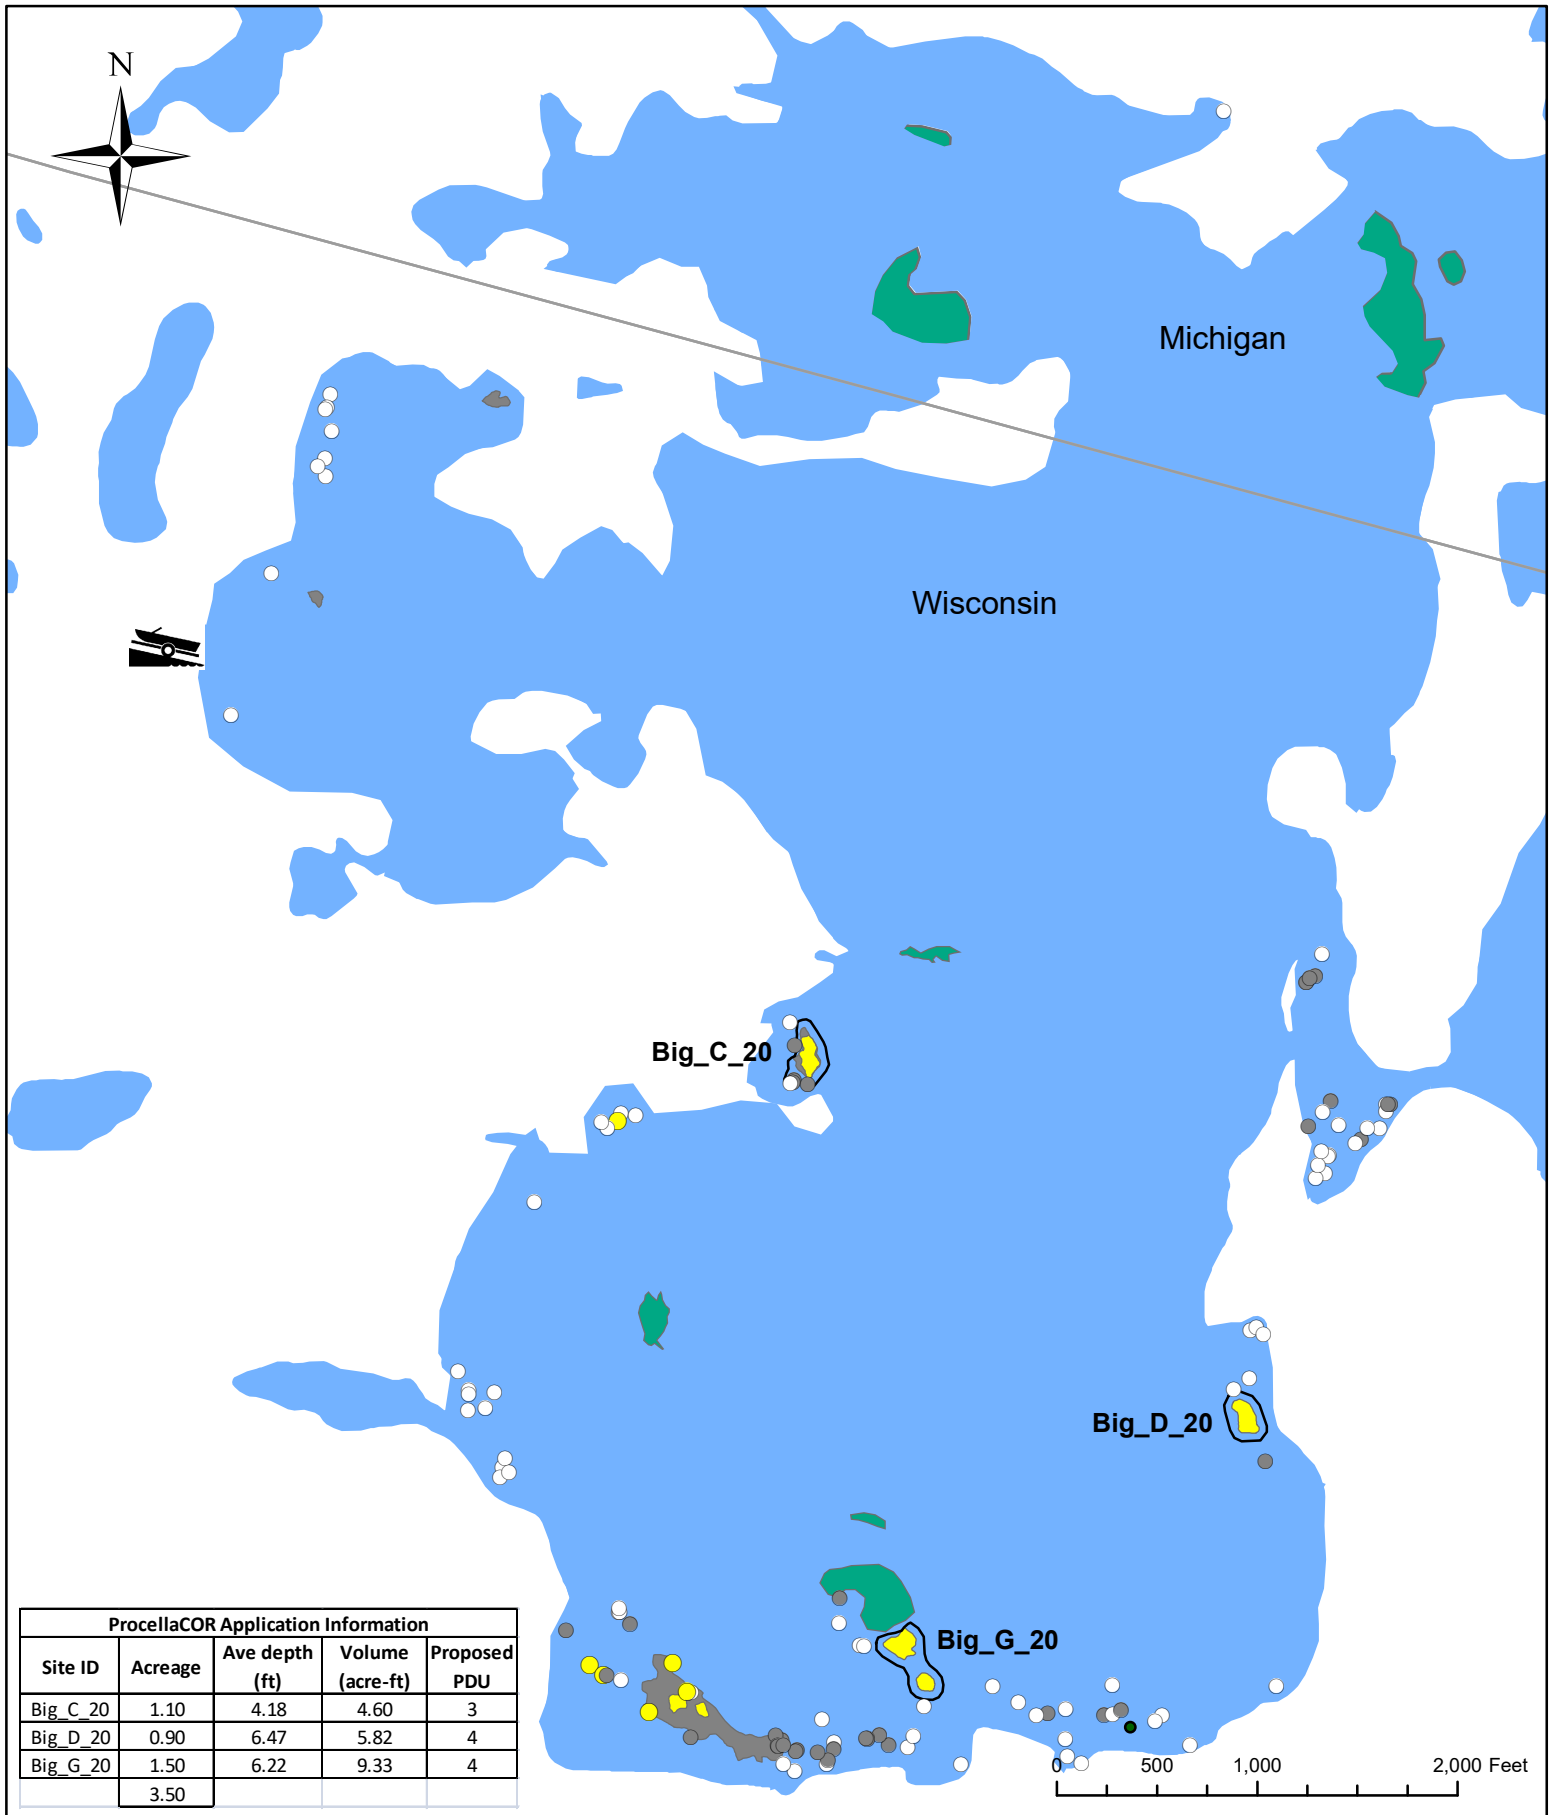 N
Michigan
Wisconsin
Big_C_20
Big_D_20
Big_G_20
ProcellaCOR Application Information
Site ID Acreage Ave depth (ft) Volume (acre-ft) Proposed PDU
Big_C_20 1.10 4.18 4.60 3
Big_D_20 0.90 6.47 5.82 4
Big_G_20 1.50 6.22 9.33 4
3.50
0 500 1,000 2,000 Feet